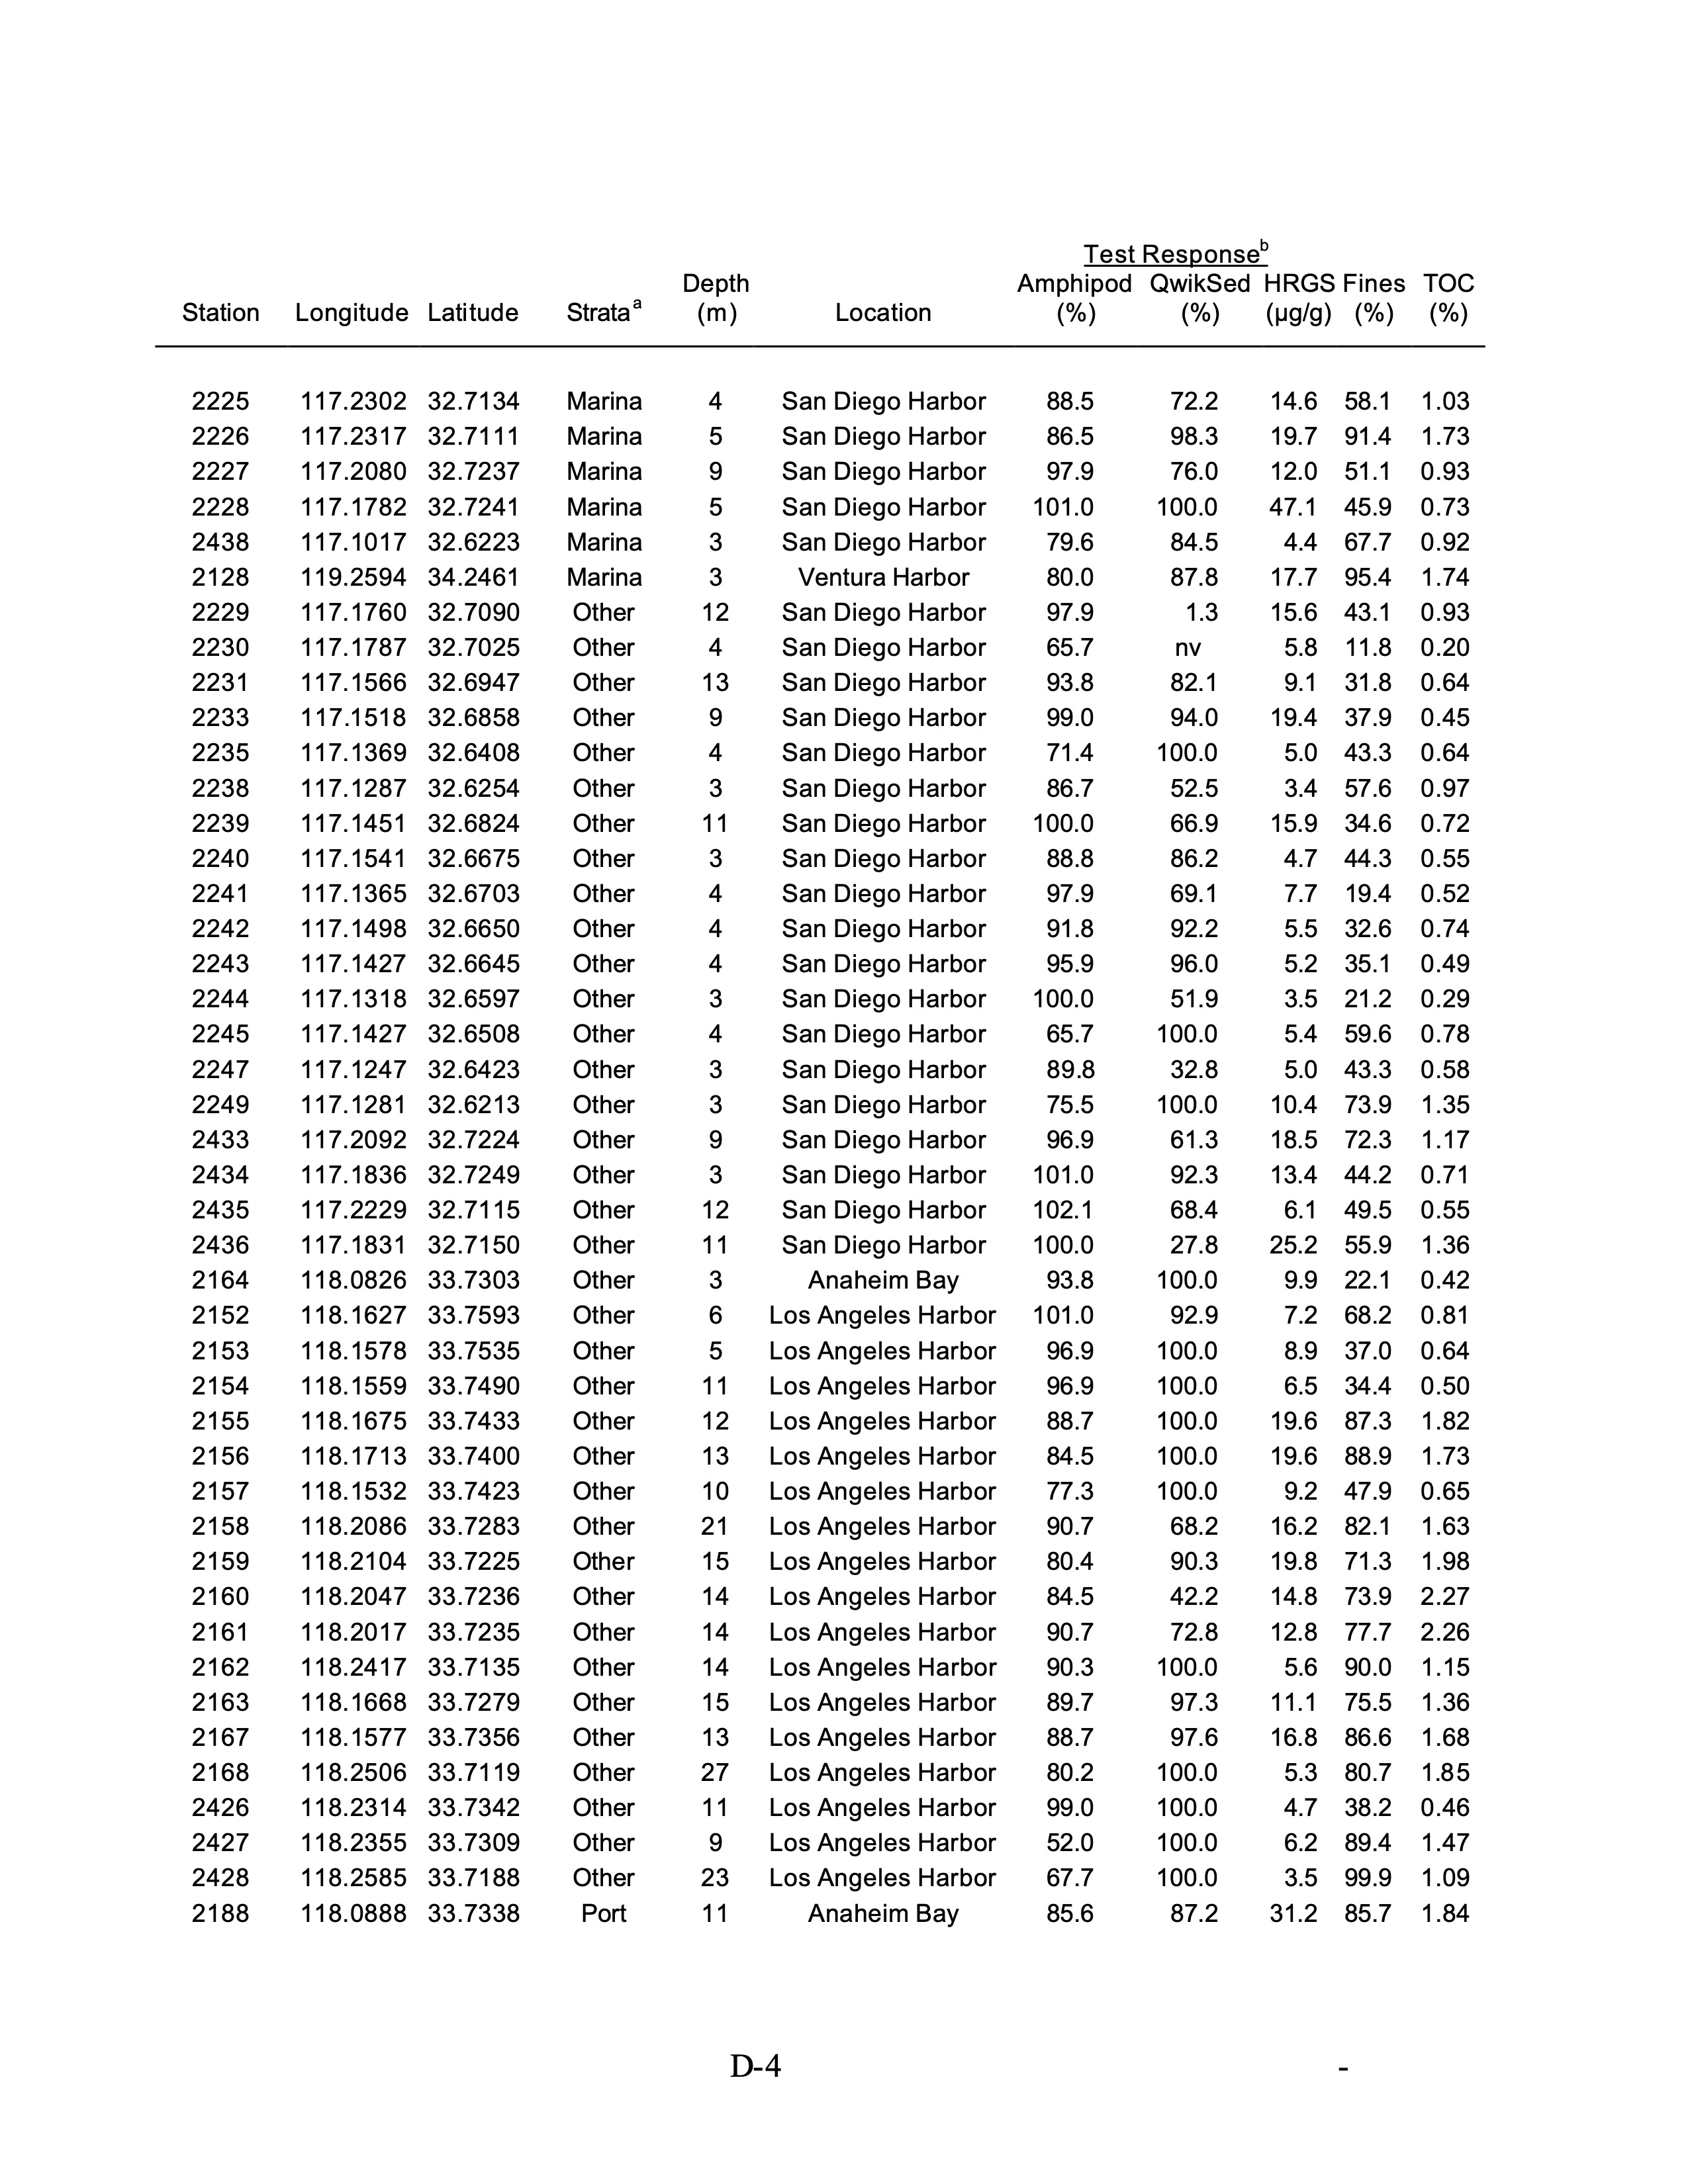 Test Response^b
Depth Amphipod QwikSed HRGS Fines TOC
Station Longitude Latitude Strata^a (m) Location (%) (%) (µg/g) (%) (%)
2225 117.2302 32.7134 Marina 4 San Diego Harbor 88.5 72.2 14.6 58.1 1.03
2226 117.2317 32.7111 Marina 5 San Diego Harbor 86.5 98.3 19.7 91.4 1.73
2227 117.2080 32.7237 Marina 9 San Diego Harbor 97.9 76.0 12.0 51.1 0.93
2228 117.1782 32.7241 Marina 5 San Diego Harbor 101.0 100.0 47.1 45.9 0.73
2438 117.1017 32.6223 Marina 3 San Diego Harbor 79.6 84.5 4.4 67.7 0.92
2128 119.2594 34.2461 Marina 3 Ventura Harbor 80.0 87.8 17.7 95.4 1.74
2229 117.1760 32.7090 Other 12 San Diego Harbor 97.9 1.3 15.6 43.1 0.93
2230 117.1787 32.7025 Other 4 San Diego Harbor 65.7 nv 5.8 11.8 0.20
2231 117.1566 32.6947 Other 13 San Diego Harbor 93.8 82.1 9.1 31.8 0.64
2233 117.1518 32.6858 Other 9 San Diego Harbor 99.0 94.0 19.4 37.9 0.45
2235 117.1369 32.6408 Other 4 San Diego Harbor 71.4 100.0 5.0 43.3 0.64
2238 117.1287 32.6254 Other 3 San Diego Harbor 86.7 52.5 3.4 57.6 0.97
2239 117.1451 32.6824 Other 11 San Diego Harbor 100.0 66.9 15.9 34.6 0.72
2240 117.1541 32.6675 Other 3 San Diego Harbor 88.8 86.2 4.7 44.3 0.55
2241 117.1365 32.6703 Other 4 San Diego Harbor 97.9 69.1 7.7 19.4 0.52
2242 117.1498 32.6650 Other 4 San Diego Harbor 91.8 92.2 5.5 32.6 0.74
2243 117.1427 32.6645 Other 4 San Diego Harbor 95.9 96.0 5.2 35.1 0.49
2244 117.1318 32.6597 Other 3 San Diego Harbor 100.0 51.9 3.5 21.2 0.29
2245 117.1427 32.6508 Other 4 San Diego Harbor 65.7 100.0 5.4 59.6 0.78
2247 117.1247 32.6423 Other 3 San Diego Harbor 89.8 32.8 5.0 43.3 0.58
2249 117.1281 32.6213 Other 3 San Diego Harbor 75.5 100.0 10.4 73.9 1.35
2433 117.2092 32.7224 Other 9 San Diego Harbor 96.9 61.3 18.5 72.3 1.17
2434 117.1836 32.7249 Other 3 San Diego Harbor 101.0 92.3 13.4 44.2 0.71
2435 117.2229 32.7115 Other 12 San Diego Harbor 102.1 68.4 6.1 49.5 0.55
2436 117.1831 32.7150 Other 11 San Diego Harbor 100.0 27.8 25.2 55.9 1.36
2164 118.0826 33.7303 Other 3 Anaheim Bay 93.8 100.0 9.9 22.1 0.42
2152 118.1627 33.7593 Other 6 Los Angeles Harbor 101.0 92.9 7.2 68.2 0.81
2153 118.1578 33.7535 Other 5 Los Angeles Harbor 96.9 100.0 8.9 37.0 0.64
2154 118.1559 33.7490 Other 11 Los Angeles Harbor 96.9 100.0 6.5 34.4 0.50
2155 118.1675 33.7433 Other 12 Los Angeles Harbor 88.7 100.0 19.6 87.3 1.82
2156 118.1713 33.7400 Other 13 Los Angeles Harbor 84.5 100.0 19.6 88.9 1.73
2157 118.1532 33.7423 Other 10 Los Angeles Harbor 77.3 100.0 9.2 47.9 0.65
2158 118.2086 33.7283 Other 21 Los Angeles Harbor 90.7 68.2 16.2 82.1 1.63
2159 118.2104 33.7225 Other 15 Los Angeles Harbor 80.4 90.3 19.8 71.3 1.98
2160 118.2047 33.7236 Other 14 Los Angeles Harbor 84.5 42.2 14.8 73.9 2.27
2161 118.2017 33.7235 Other 14 Los Angeles Harbor 90.7 72.8 12.8 77.7 2.26
2162 118.2417 33.7135 Other 14 Los Angeles Harbor 90.3 100.0 5.6 90.0 1.15
2163 118.1668 33.7279 Other 15 Los Angeles Harbor 89.7 97.3 11.1 75.5 1.36
2167 118.1577 33.7356 Other 13 Los Angeles Harbor 88.7 97.6 16.8 86.6 1.68
2168 118.2506 33.7119 Other 27 Los Angeles Harbor 80.2 100.0 5.3 80.7 1.85
2426 118.2314 33.7342 Other 11 Los Angeles Harbor 99.0 100.0 4.7 38.2 0.46
2427 118.2355 33.7309 Other 9 Los Angeles Harbor 52.0 100.0 6.2 89.4 1.47
2428 118.2585 33.7188 Other 23 Los Angeles Harbor 67.7 100.0 3.5 99.9 1.09
2188 118.0888 33.7338 Port 11 Anaheim Bay 85.6 87.2 31.2 85.7 1.84
D-4 -